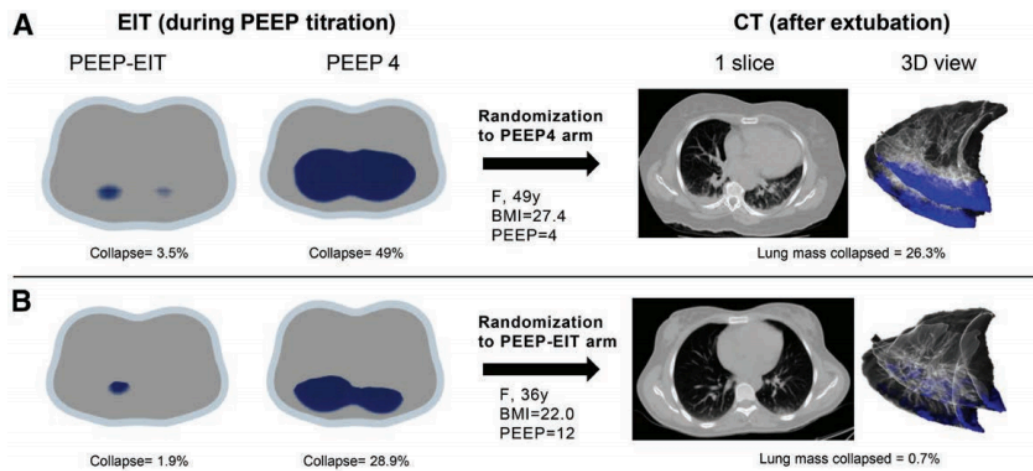 A
EIT (during PEEP titration)
CT (after extubation)
PEEP-EIT
PEEP 4
1 slice
3D view
Randomization
to PEEP4 arm
F, 49y
BMI=27.4
PEEP=4
Collapse= 3.5%
Collapse= 49%
Lung mass collapsed = 26.3%
B
Randomization
to PEEP-EIT arm
F, 36y
BMI=22.0
PEEP=12
Collapse= 1.9%
Collapse= 28.9%
Lung mass collapsed = 0.7%